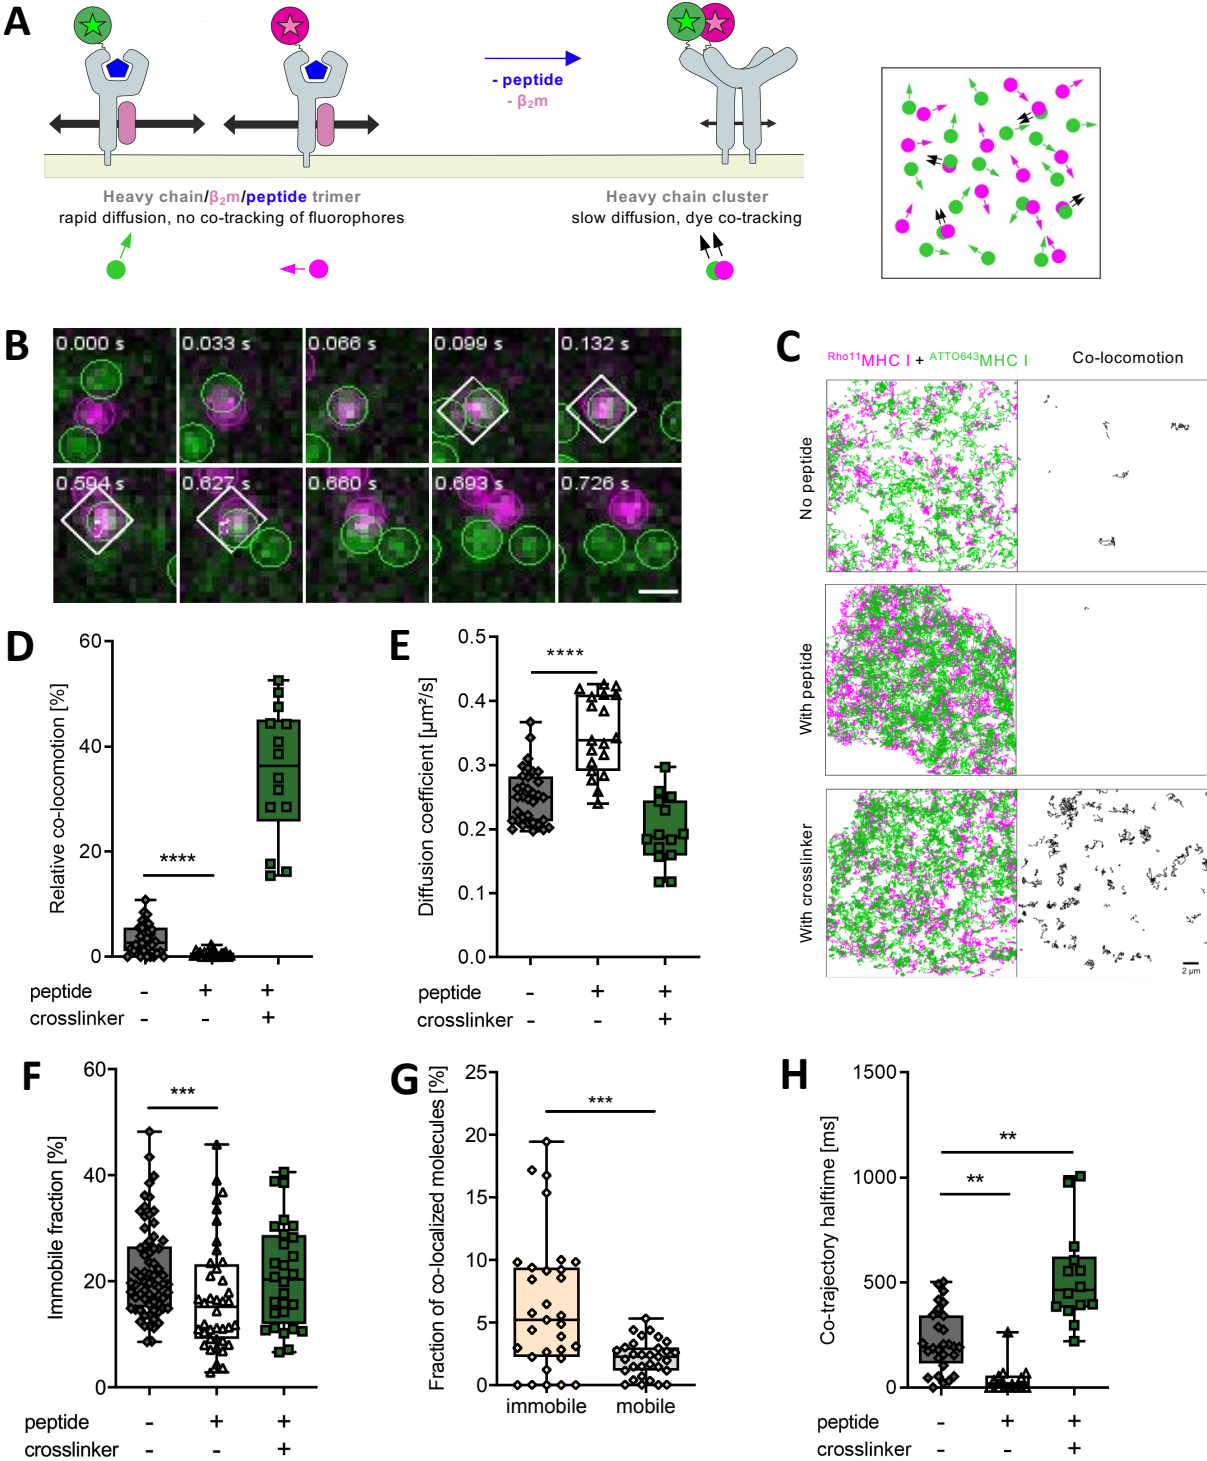 A
- peptide
- β₂m
Heavy chain/β₂m/peptide trimer
rapid diffusion, no co-tracking of fluorophores
Heavy chain cluster
slow diffusion, dye co-tracking
B
0.000 s
0.033 s
0.066 s
0.099 s
0.132 s
0.594 s
0.627 s
0.660 s
0.693 s
0.726 s
C
Rho11MHC I + ATTO643MHC I
Co-locomotion
No peptide
With peptide
With crosslinker
2 µm
D
Relative co-locomotion [%]
60
40
20
0
****
peptide - + +
crosslinker - - +
E
Diffusion coefficient [µm²/s]
0.5
0.4
0.3
0.2
0.1
0.0
****
peptide - + +
crosslinker - - +
F
Immobile fraction [%]
60
40
20
0
***
peptide - + +
crosslinker - - +
G
Fraction of co-localized molecules [%]
25
20
15
10
5
0
***
immobile mobile
H
Co-trajectory halftime [ms]
1500
1000
500
0
**
**
peptide - + +
crosslinker - - +